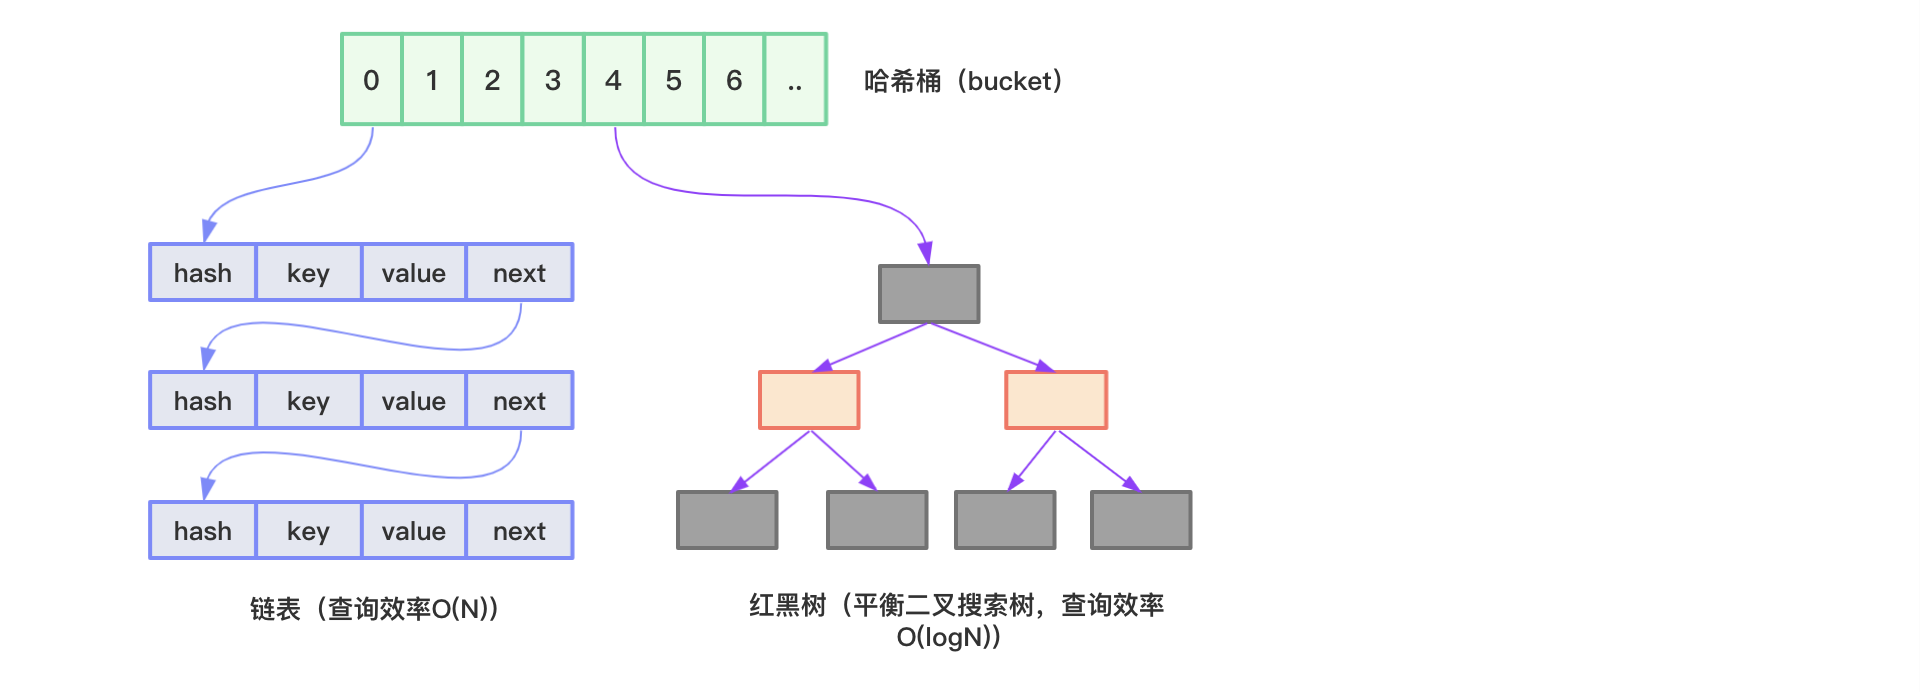 0 1 2 3 4 5 6 ..
哈希桶（bucket）
hash key value next
hash key value next
hash key value next
链表（查询效率O(N)）
红黑树（平衡二叉搜索树，查询效率
O(logN)）